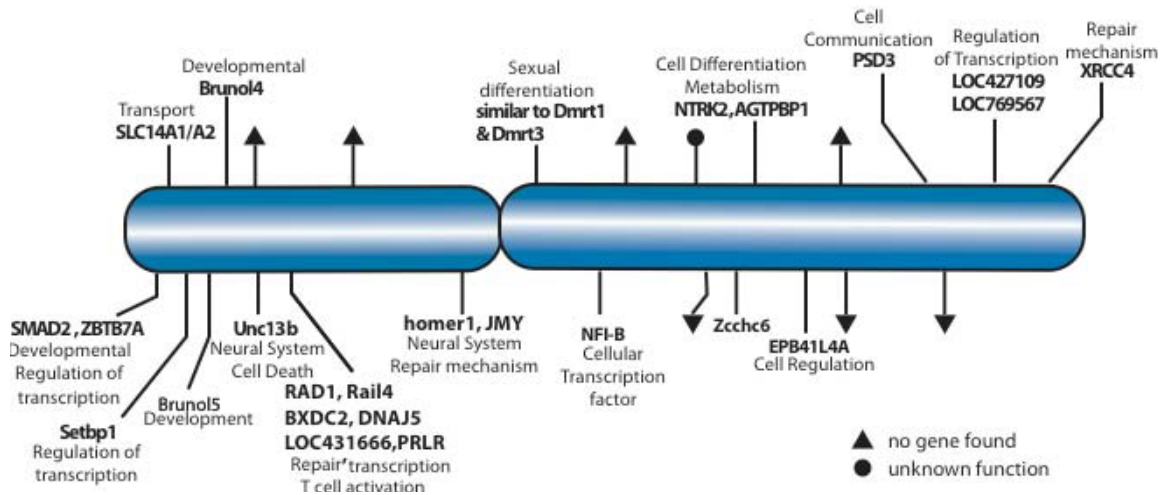 Transport
SLC14A1/A2
Developmental
Brunol4
Sexual
differentiation
similar to Dmrt1
& Dmrt3
Cell Differentiation
Metabolism
NTRK2,AGTPBP1
Cell
Communication
PSD3
Regulation
of Transcription
LOC427109
LOC769567
Repair
mechanism
XRCC4
SMAD2 , ZBTB7A
Developmental
Regulation of
transcription
Setbp1
Regulation of
transcription
Brunol5
Development
Unc13b
Neural System
Cell Death
RAD1, Rail4
BXDC2, DNAJ5
LOC431666,PRLR
Repair' transcription
T cell activation
homer1, JMY
Neural System
Repair mechanism
NFI-B
Cellular
Transcription
factor
Zcchc6
EPB41L4A
Cell Regulation
no gene found
unknown function